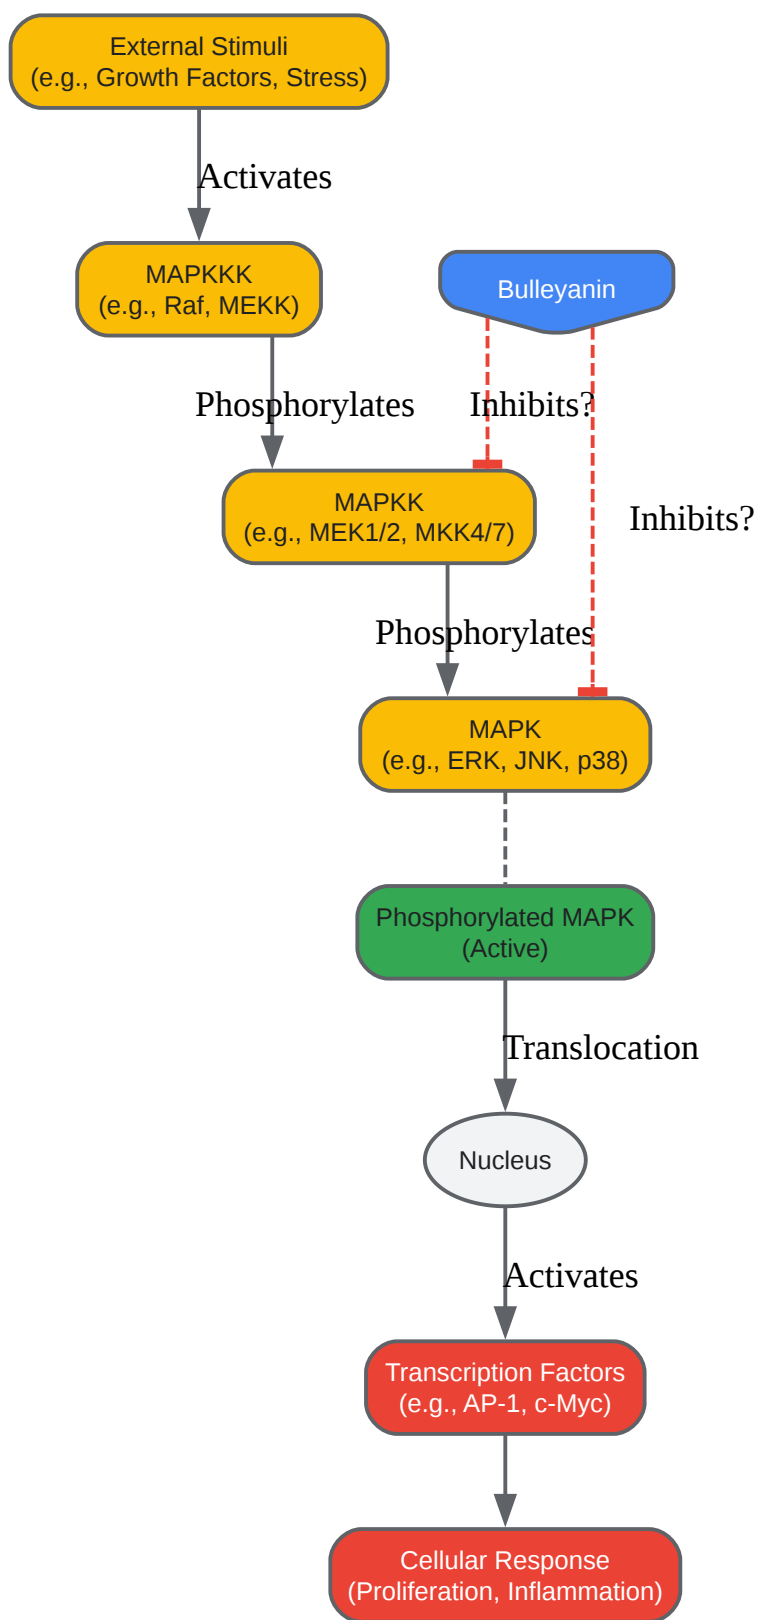 External Stimuli
(e.g., Growth Factors, Stress)
Activates
MAPKKK
(e.g., Raf, MEKK)
Bulleyanin
Phosphorylates
Inhibits?
MAPKK
(e.g., MEK1/2, MKK4/7)
Inhibits?
Phosphorylates
MAPK
(e.g., ERK, JNK, p38)
Phosphorylated MAPK
(Active)
Translocation
Nucleus
Activates
Transcription Factors
(e.g., AP-1, c-Myc)
Cellular Response
(Proliferation, Inflammation)